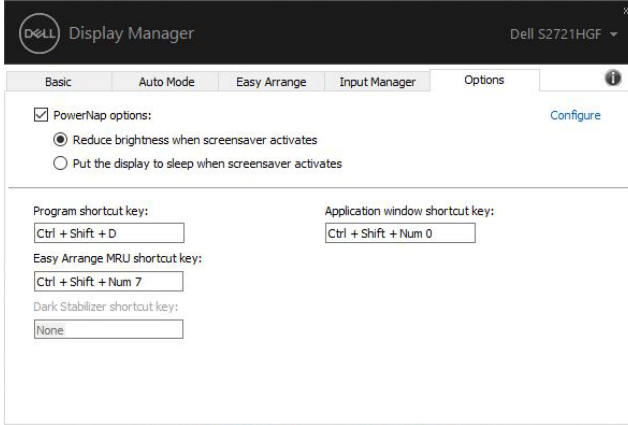 DELL Display Manager
Dell S2721HGF
Basic Auto Mode Easy Arrange Input Manager Options
PowerNap options: Configure
Reduce brightness when screensaver activates
Put the display to sleep when screensaver activates
Program shortcut key: Application window shortcut key:
Ctrl + Shift + D Ctrl + Shift + Num 0
Easy Arrange MRU shortcut key:
Ctrl + Shift + Num 7
Dark Stabilizer shortcut key:
None